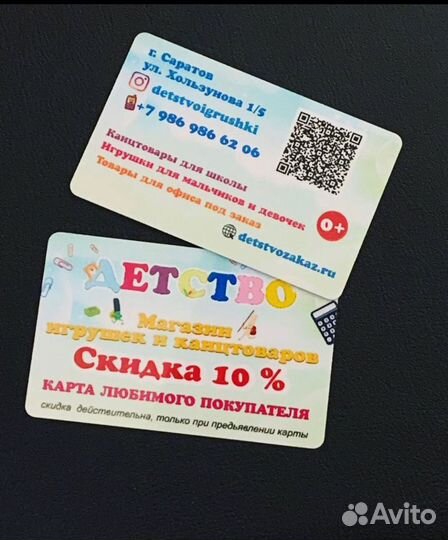 г. Саратов
ул. Хользунова 1/5
detstvoigrushki
+7 986 986 62 06
Канцтовары для школы
Игрушки для мальчиков и девочек
Товары для офиса под заказ
0+
detstvozakaz.ru
ДЕТСТВО
Магазин
игрушек и канцтоваров
Скидка 10 %
КАРТА ЛЮБИМОГО ПОКУПАТЕЛЯ
скидка действительна, только при предьявлении карты
Avito